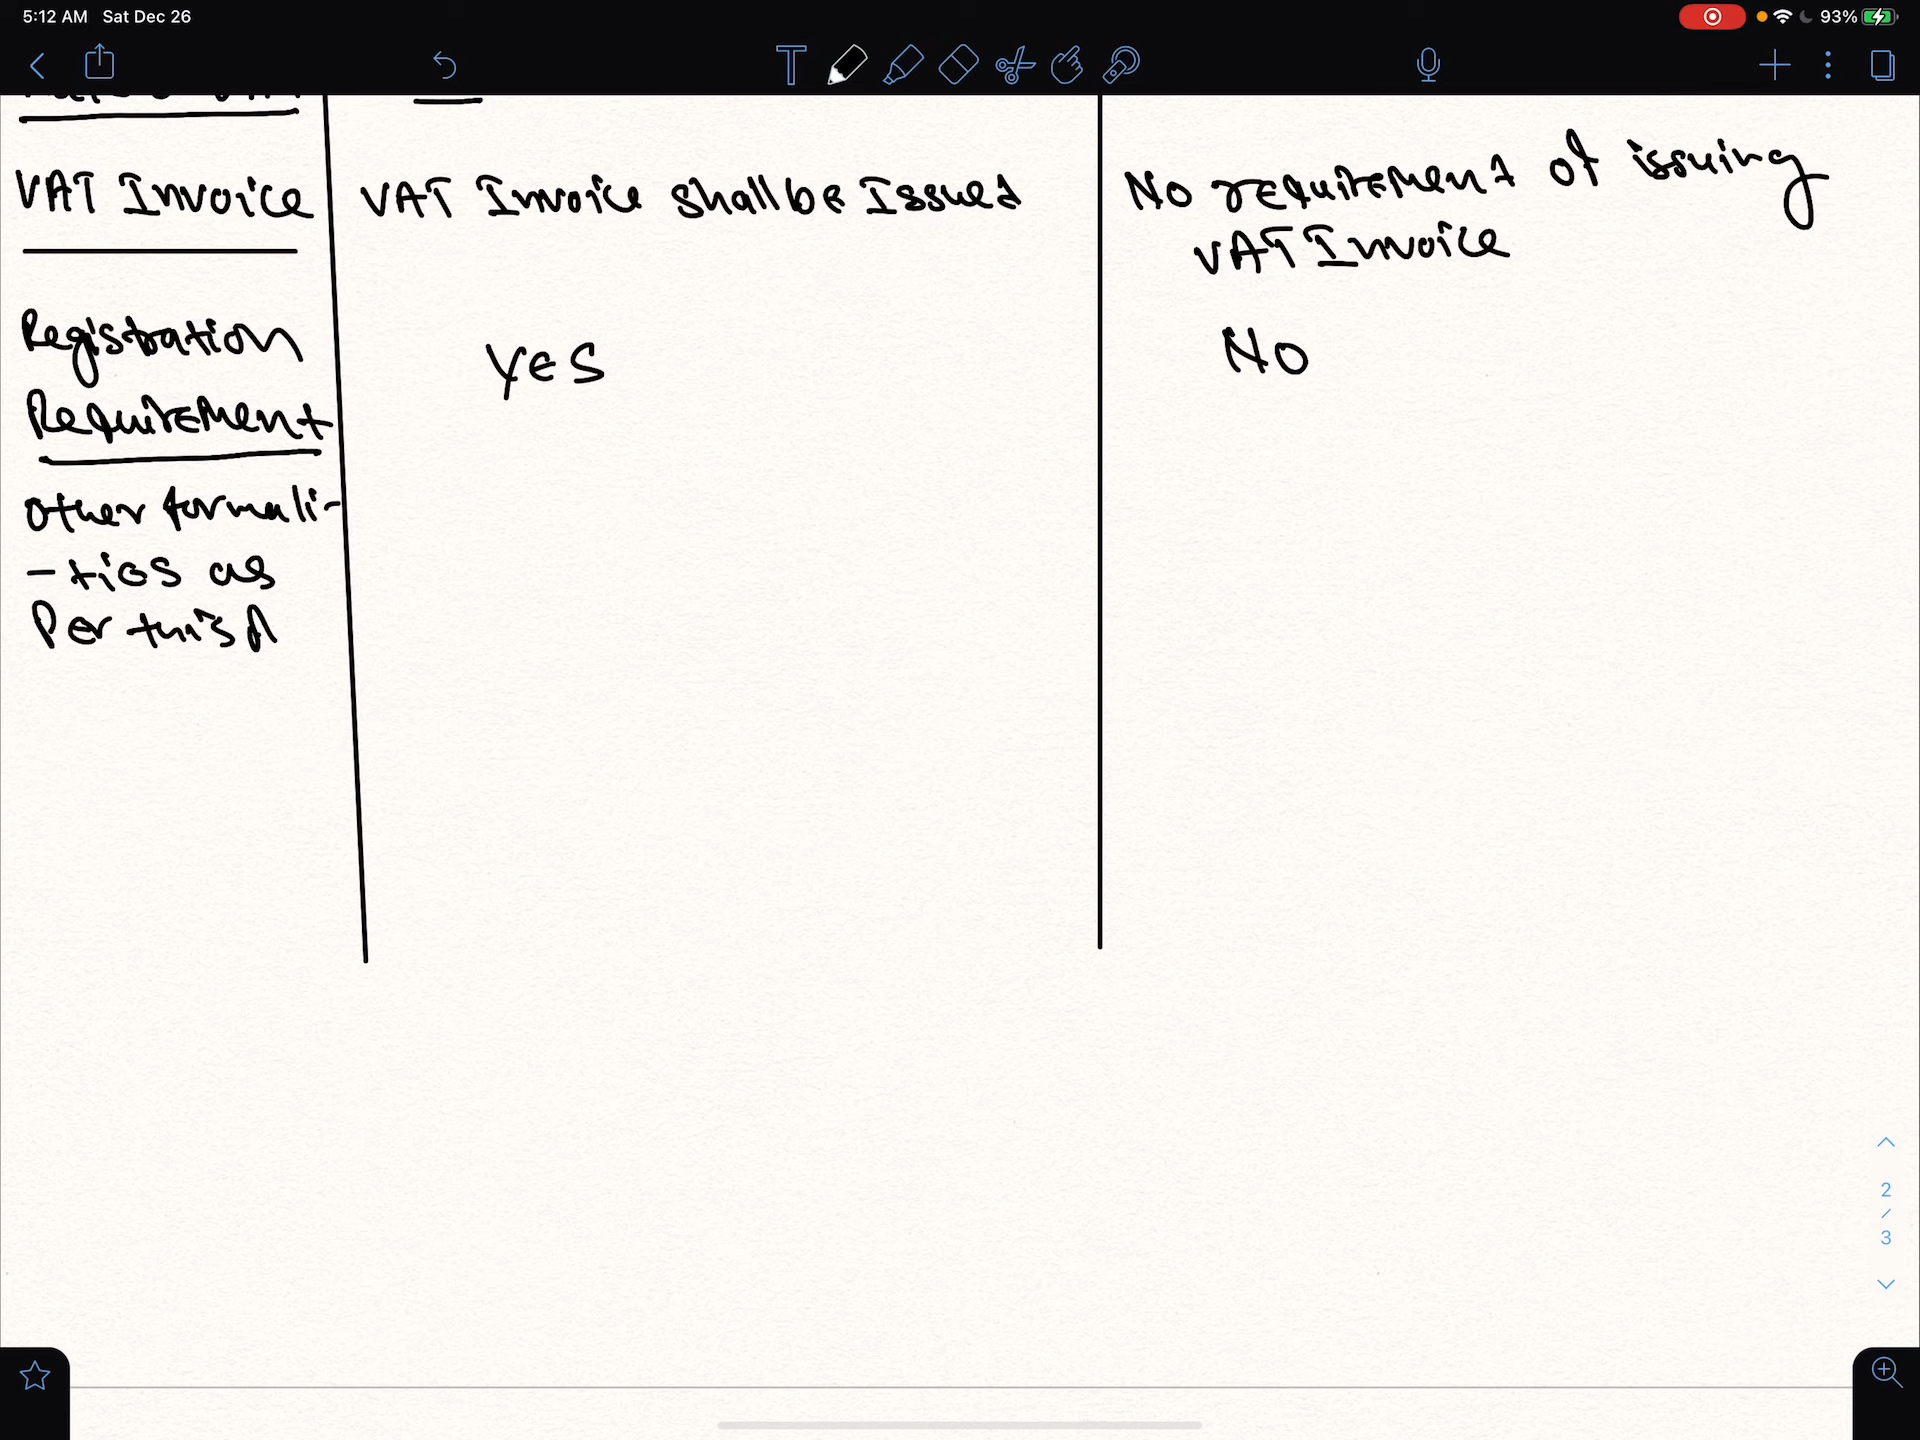 5:12 AM Sat Dec 26
93%
VAT Invoice
VAT Invoice shall be Issued
No requirement of issuing
VAT Invoice
Registration
Requirement
YES
NO
Other formali-
-ties as
Per this A
2
/
3